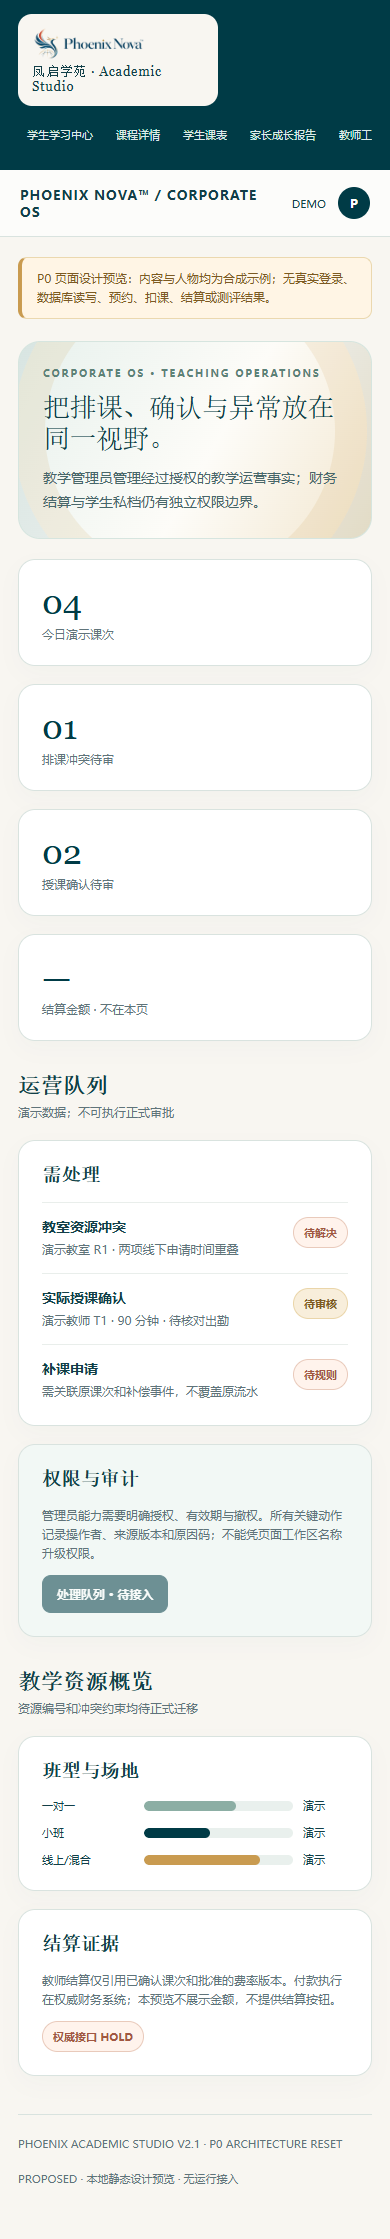 Phoenix Nova™
凤启学苑 · Academic
Studio
学生学习中心 课程详情 学生课表 家长成长报告 教师工
PHOENIX NOVA™ / CORPORATE
OS
DEMO
P
P0 页面设计预览：内容与人物均为合成示例；无真实登录、
数据库读写、预约、扣课、结算或测评结果。
CORPORATE OS • TEACHING OPERATIONS
把排课、确认与异常放在
同一视野。
教学管理员管理经过授权的教学运营事实；财务
结算与学生私档仍有独立权限边界。
04
今日演示课次
01
排课冲突待审
02
授课确认待审
—
结算金额 · 不在本页
运营队列
演示数据；不可执行正式审批
需处理
教室资源冲突
演示教室 R1 · 两项线下申请时间重叠
待解决
实际授课确认
演示教师 T1 · 90 分钟 · 待核对出勤
待审核
补课申请
需关联原课次和补偿事件，不覆盖原流水
待规则
权限与审计
管理员能力需要明确授权、有效期与撤权。所有关键动作
记录操作者、来源版本和原因码；不能凭页面工作区名称
升级权限。
处理队列 • 待接入
教学资源概览
资源编号和冲突约束均待正式迁移
班型与场地
一对一 演示
小班 演示
线上/混合 演示
结算证据
教师结算仅引用已确认课次和批准的费率版本。付款执行
在权威财务系统；本预览不展示金额，不提供结算按钮。
权威接口 HOLD
PHOENIX ACADEMIC STUDIO V2.1 · P0 ARCHITECTURE RESET
PROPOSED · 本地静态设计预览 · 无运行接入